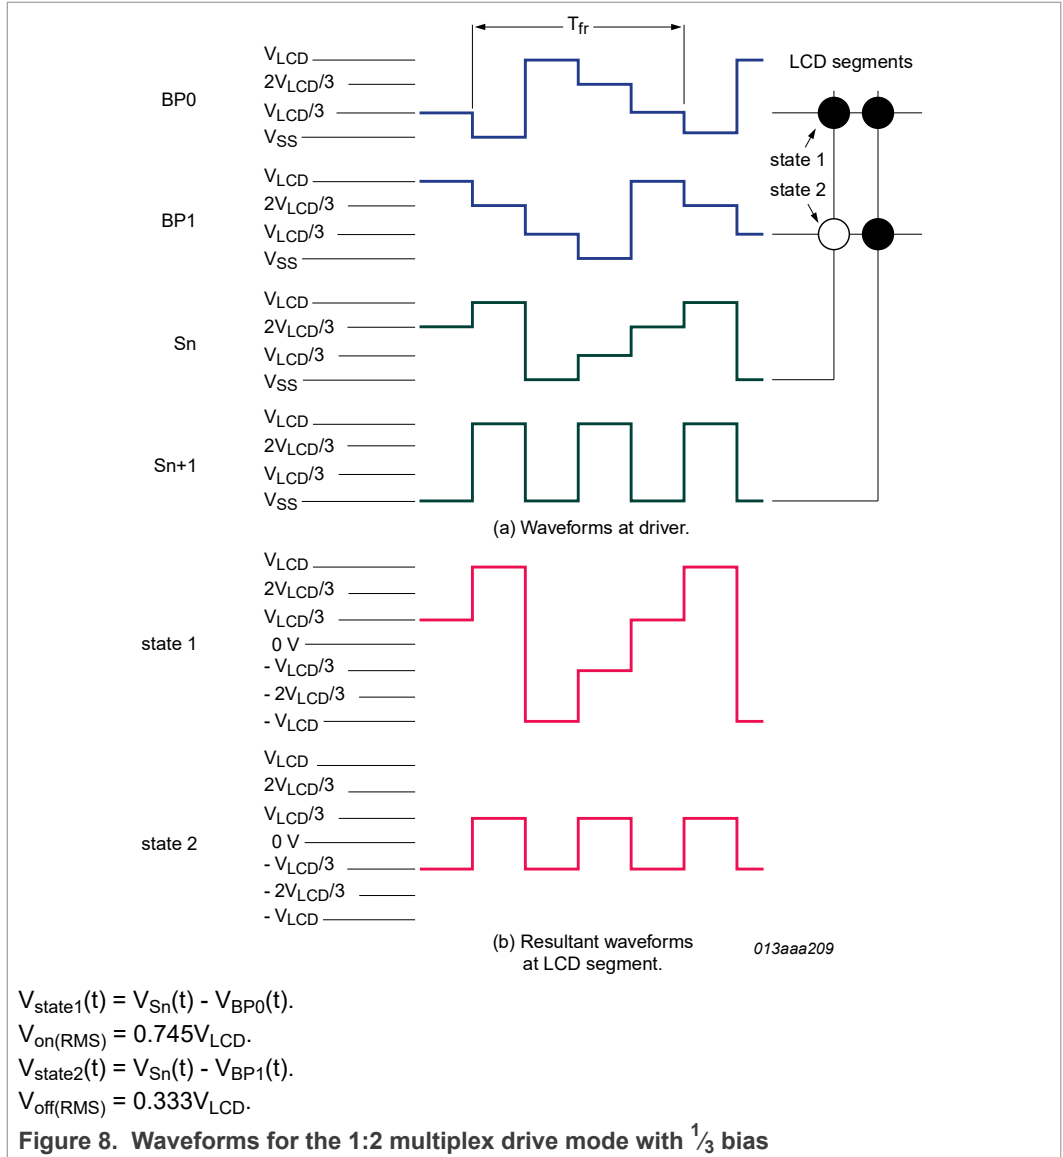 Tfr
BP0
VLCD
2VLCD/3
VLCD/3
VSS
LCD segments
state 1
state 2
BP1
VLCD
2VLCD/3
VLCD/3
VSS
Sn
VLCD
2VLCD/3
VLCD/3
VSS
Sn+1
VLCD
2VLCD/3
VLCD/3
VSS
(a) Waveforms at driver.
state 1
VLCD
2VLCD/3
VLCD/3
0 V
- VLCD/3
- 2VLCD/3
- VLCD
state 2
VLCD
2VLCD/3
VLCD/3
0 V
- VLCD/3
- 2VLCD/3
- VLCD
(b) Resultant waveforms
at LCD segment.
013aaa209
Vstate1(t) = VSn(t) - VBP0(t).
Von(RMS) = 0.745VLCD.
Vstate2(t) = VSn(t) - VBP1(t).
Voff(RMS) = 0.333VLCD.
Figure 8. Waveforms for the 1:2 multiplex drive mode with 1/3 bias